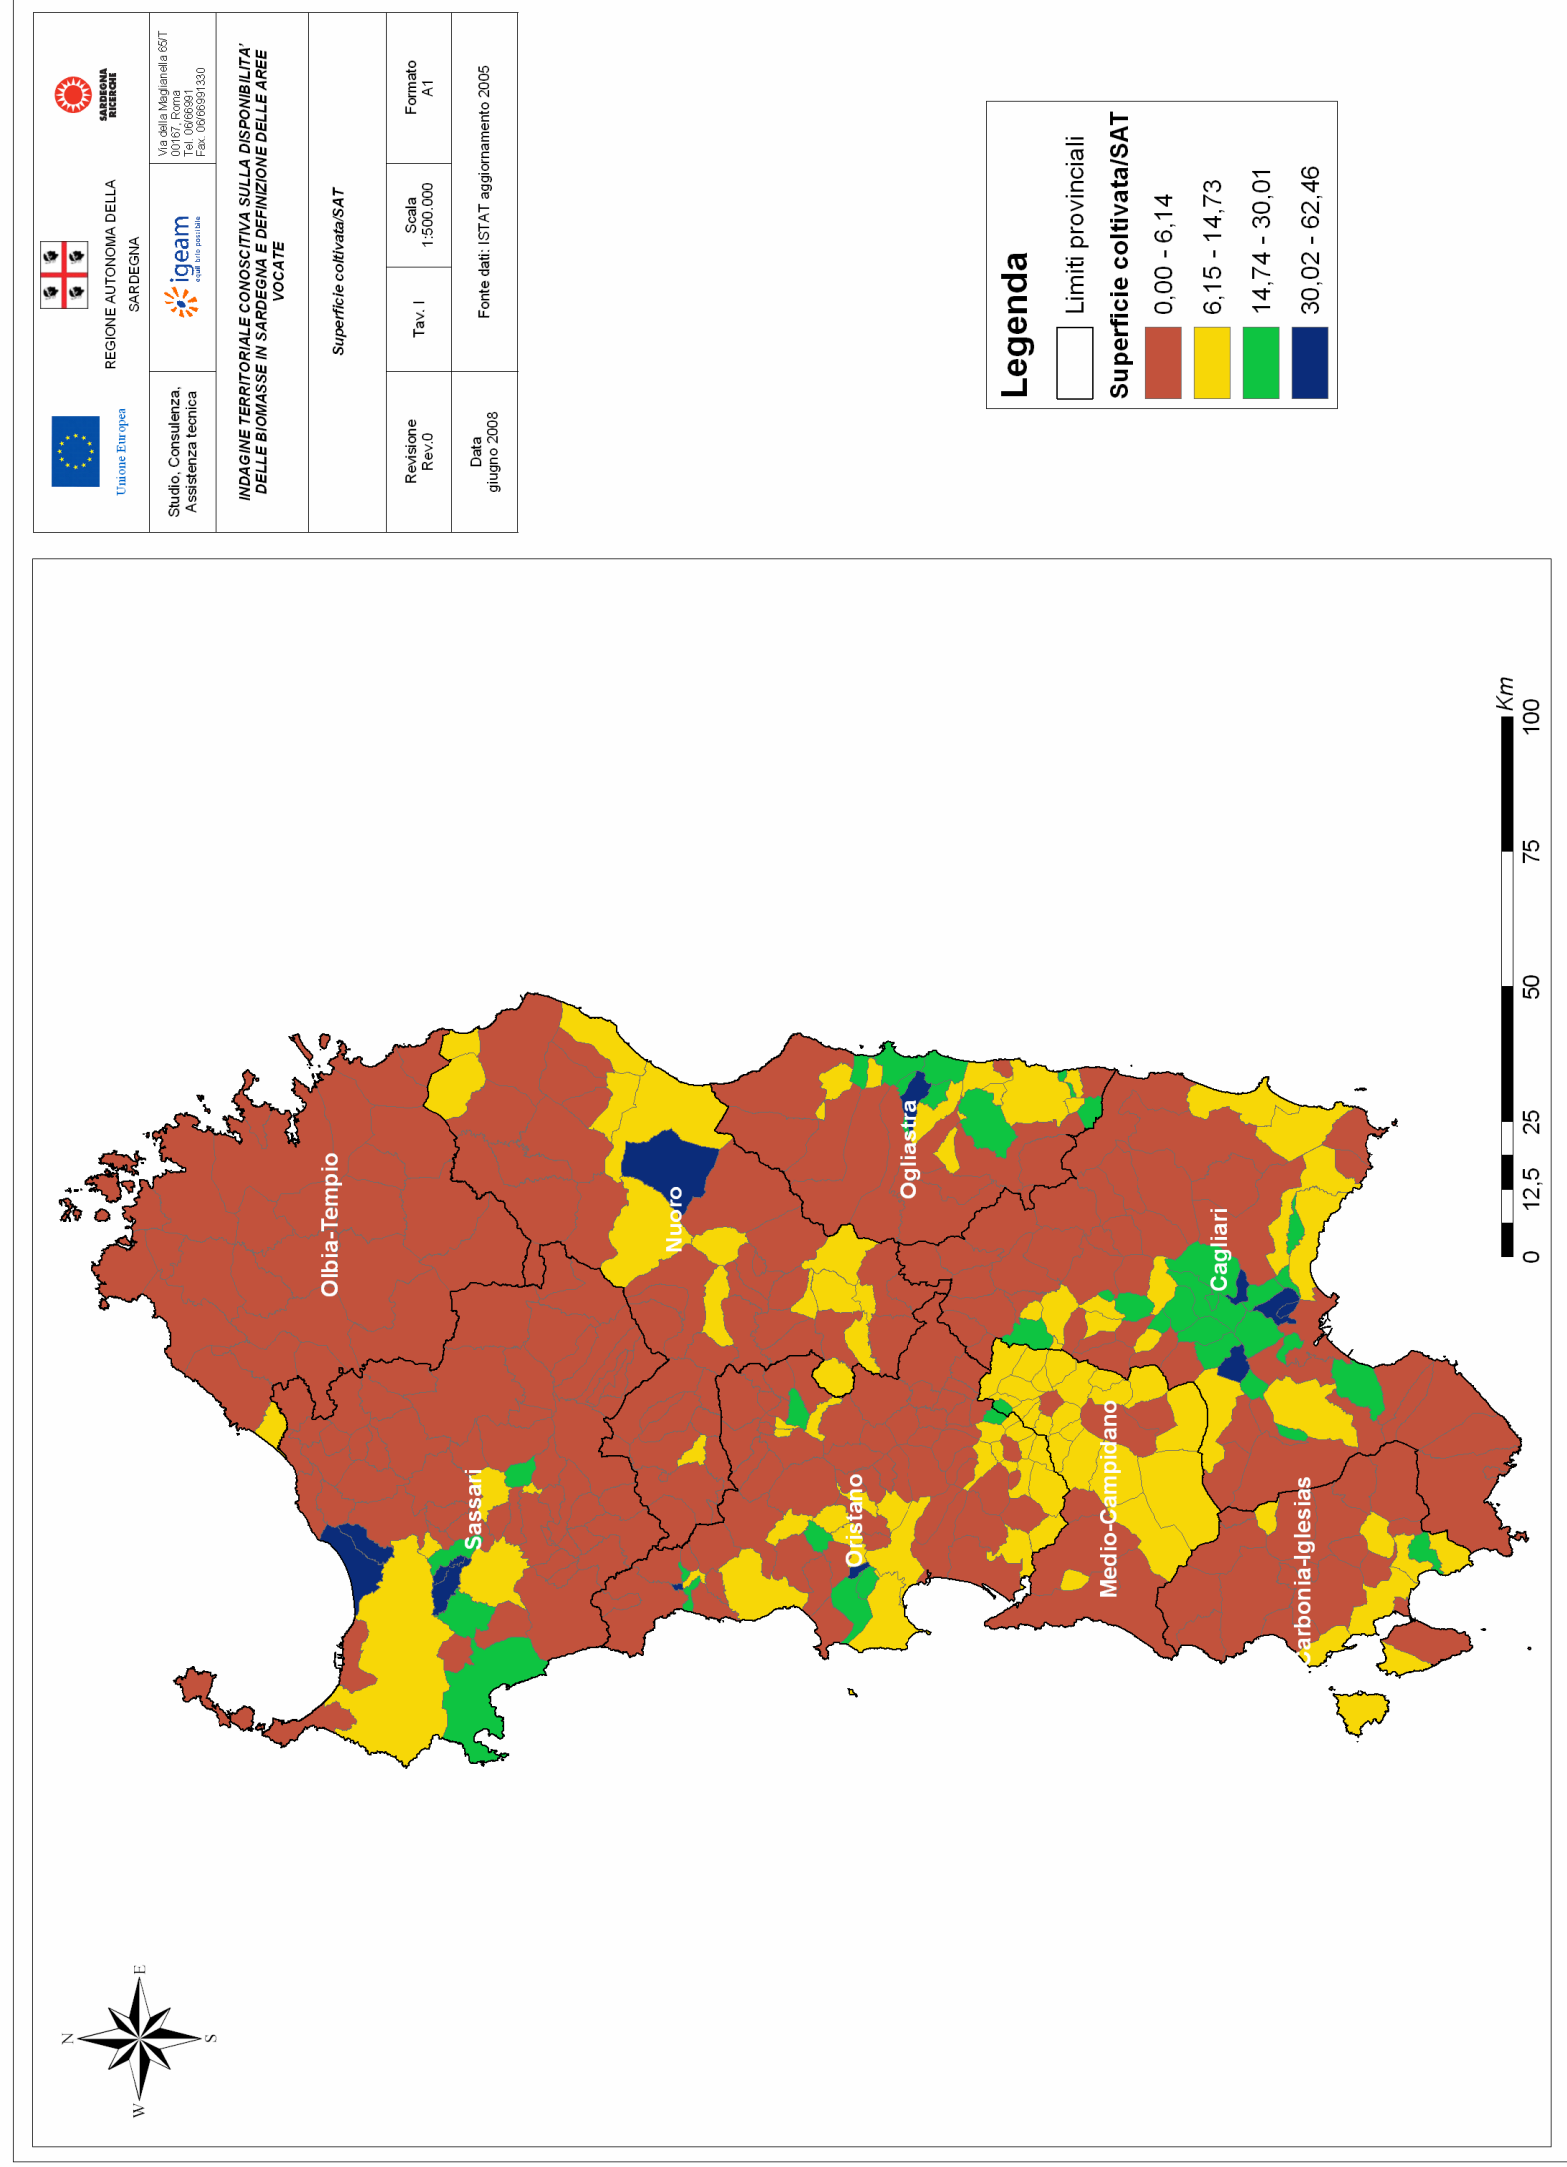 Unione Europea
REGIONE AUTONOMA DELLA
SARDEGNA
SARDEGNA
RICERCHE
Studio, Consulenza,
Assistenza tecnica
igeam
equilibrio possibile
Via della Maglianella 65/T
00167, Roma
Tel. 06/66991
Fax. 06/66991330
INDAGINE TERRITORIALE CONOSCITIVA SULLA DISPONIBILITA'
DELLE BIOMASSE IN SARDEGNA E DEFINIZIONE DELLE AREE
VOCATE
Superficie coltivata/SAT
Revisione
Rev.0
Tav. I
Scala
1:500.000
Formato
A1
Data
giugno 2008
Fonte dati: ISTAT aggiornamento 2005
Legenda
Limiti provinciali
Superficie coltivata/SAT
0,00 - 6,14
6,15 - 14,73
14,74 - 30,01
30,02 - 62,46
N
W
E
S
Olbia-Tempio
Sassari
Nuoro
Oristano
Ogliastra
Medio-Campidano
Cagliari
Carbonia-Iglesias
Km
0
12,5
25
50
75
100